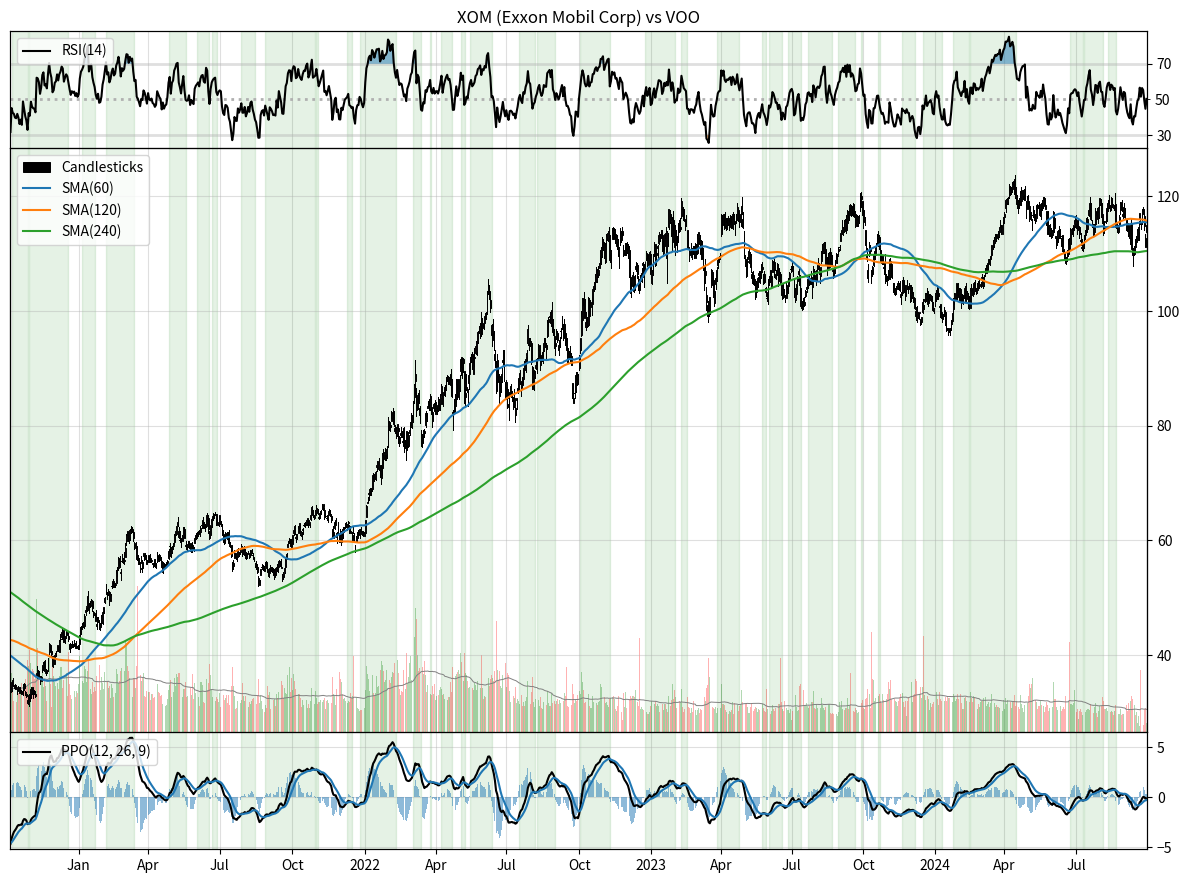 XOM (Exxon Mobil Corp) vs VOO
RSI(14)
70
50
30
Candlesticks
SMA(60)
SMA(120)
SMA(240)
120
100
80
60
40
PPO(12, 26, 9)
5
0
−5
Jan Apr Jul Oct 2022 Apr Jul Oct 2023 Apr Jul Oct 2024 Apr Jul